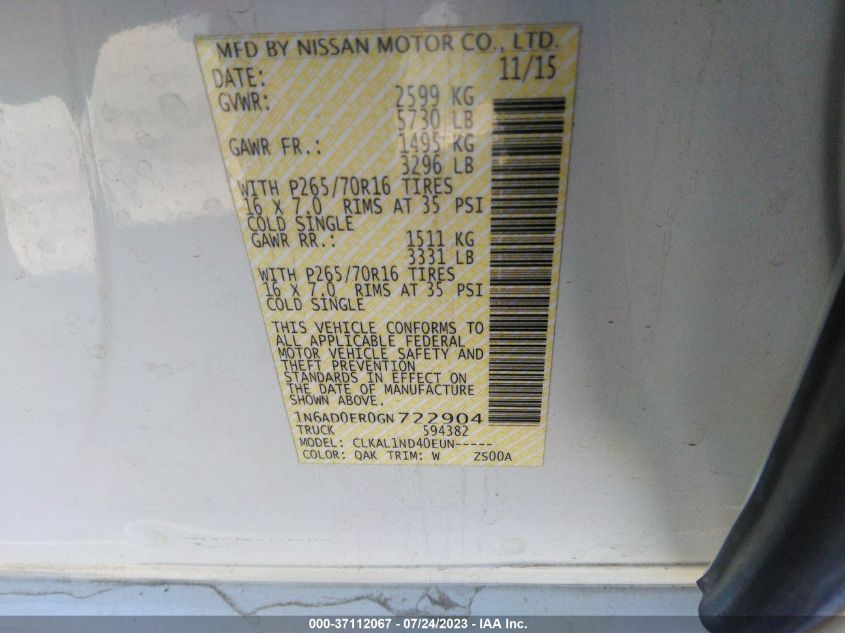 MFD BY NISSAN MOTOR CO., LTD.
DATE: 11/15
GVWR: 2599 KG
5730 LB
GAWR FR.: 1495 KG
3296 LB
WITH P265/70R16 TIRES
16 X 7.0 RIMS AT 35 PSI
COLD SINGLE
GAWR RR.: 1511 KG
3331 LB
WITH P265/70R16 TIRES
16 X 7.0 RIMS AT 35 PSI
COLD SINGLE
THIS VEHICLE CONFORMS TO
ALL APPLICABLE FEDERAL
MOTOR VEHICLE SAFETY AND
THEFT PREVENTION
STANDARDS IN EFFECT ON
THE DATE OF MANUFACTURE
SHOWN ABOVE.
1N6AD0ER0GN722904
TRUCK 594382
MODEL: CLKAL1ND40EUN-----
COLOR: QAK TRIM: W ZS00A
000-37112067 - 07/24/2023 - IAA Inc.